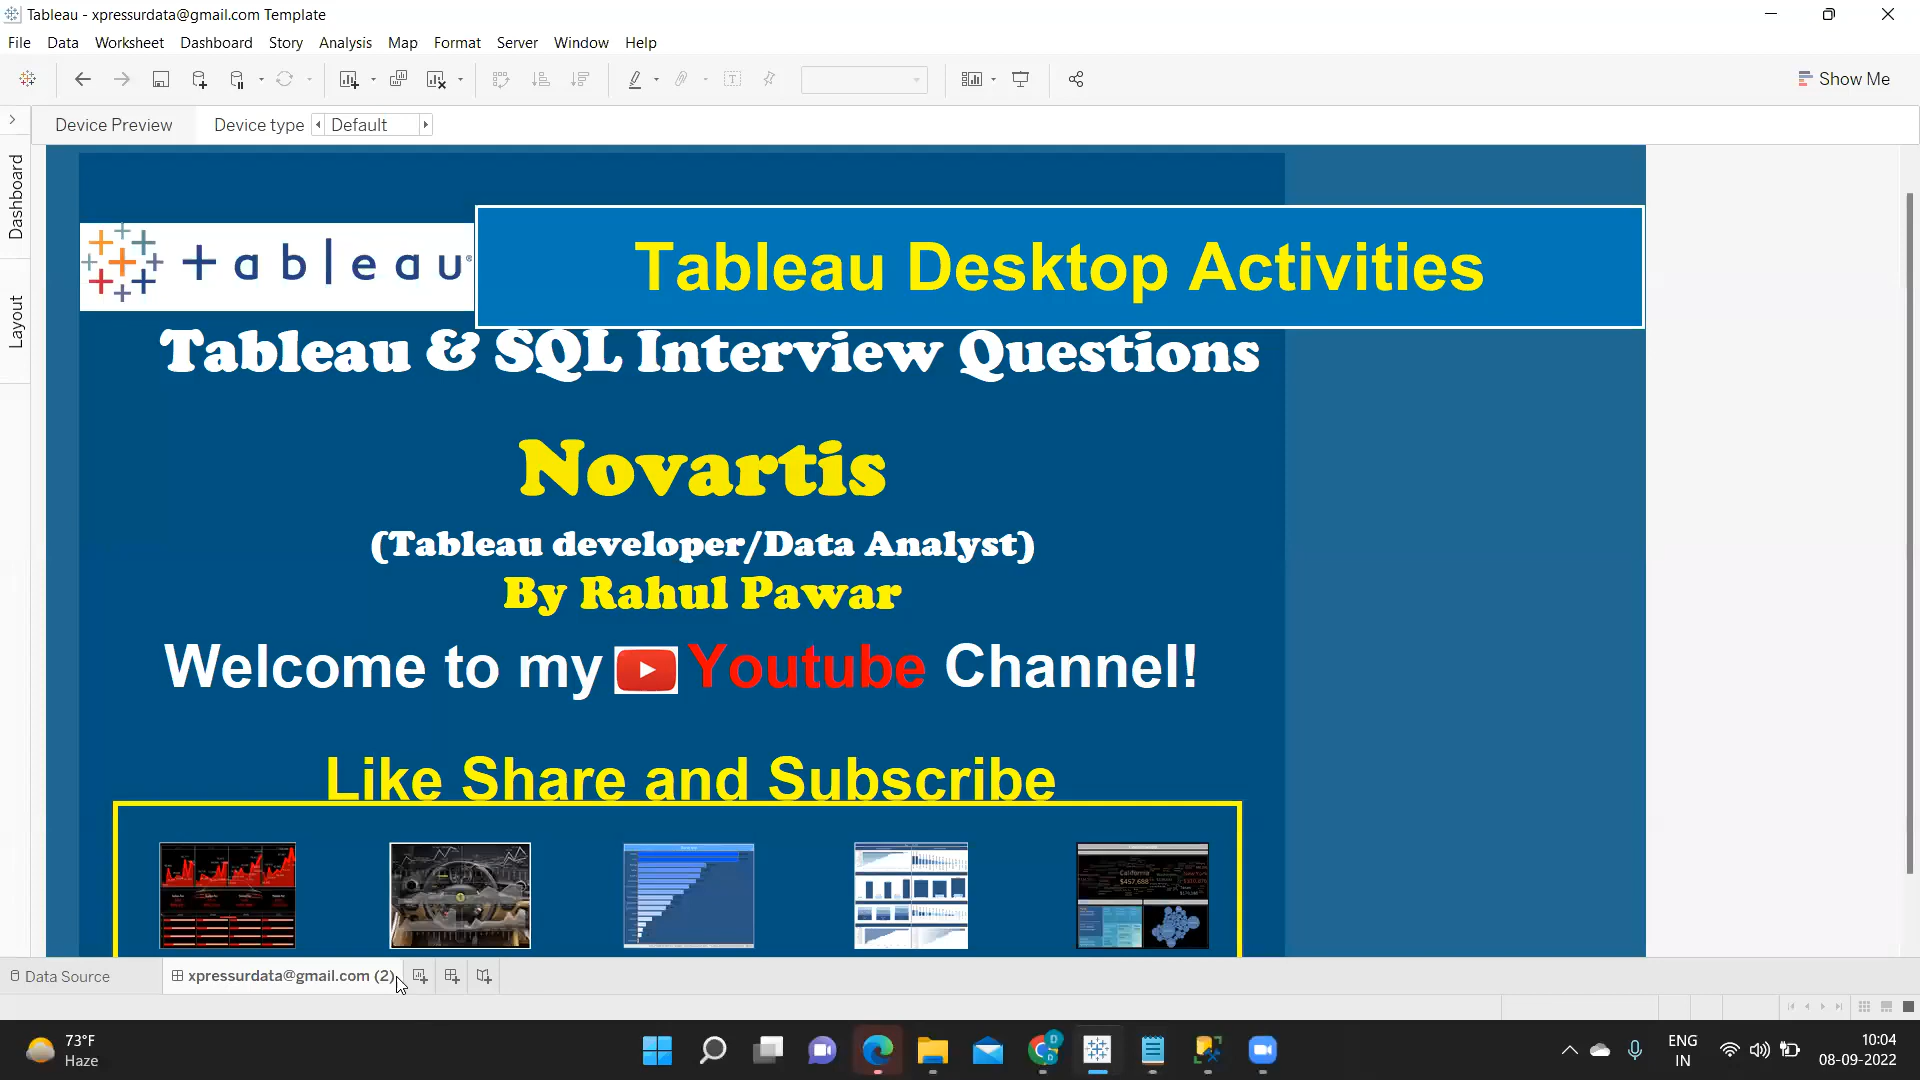 Tableau - xpressurdata@gmail.com Template
File Data Worksheet Dashboard Story Analysis Map Format Server Window Help
Show Me
Device Preview Device type Default
Dashboard
Layout
+ a b l e a u®
Tableau Desktop Activities
Tableau & SQL Interview Questions
Novartis
(Tableau developer/Data Analyst)
By Rahul Pawar
Welcome to my Youtube Channel!
Like Share and Subscribe
California
$457,688
Data Source
xpressurdata@gmail.com (2)
73°F
Haze
D
ENG
IN
10:04
08-09-2022